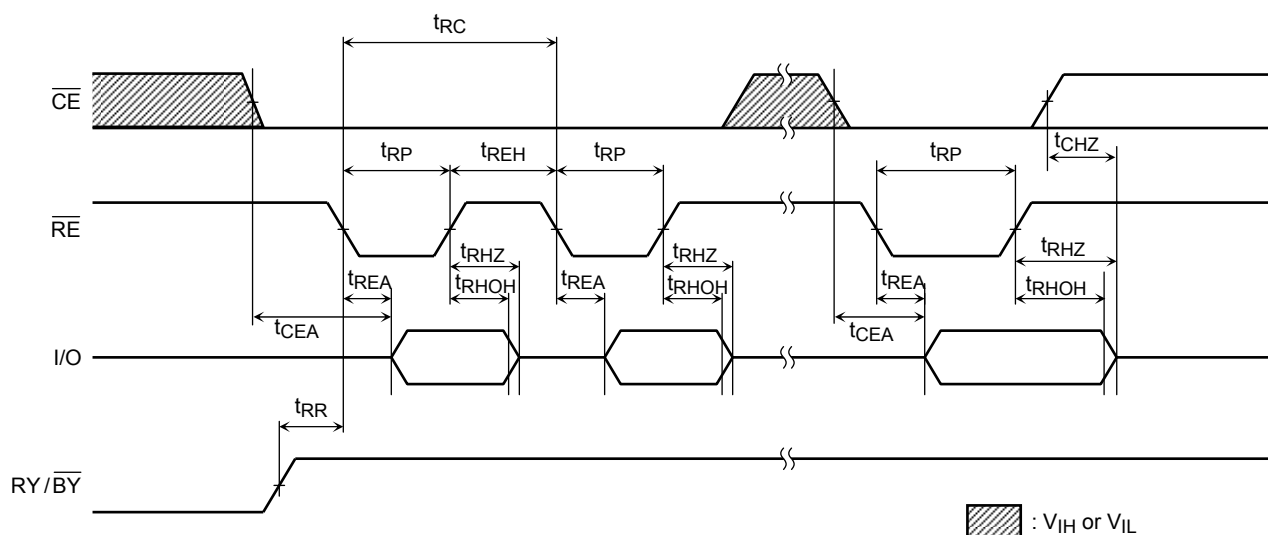 tRC
CE
tCHZ
tRP tREH tRP tRP
RE
tRHZ tRHZ tRHZ
tREA tRHOH tREA tRHOH tREA tRHOH
tCEA tCEA
I/O
tRR
RY/BY
: VIH or VIL